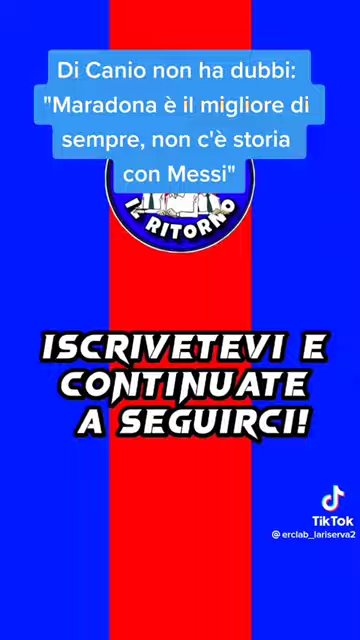 Di Canio non ha dubbi:
"Maradona è il migliore di
sempre, non c'è storia
con Messi"
IL RITORNO
ISCRIVETEVI E
CONTINUATE
A SEGUIRCI!
TikTok
@erclab_lariserva2